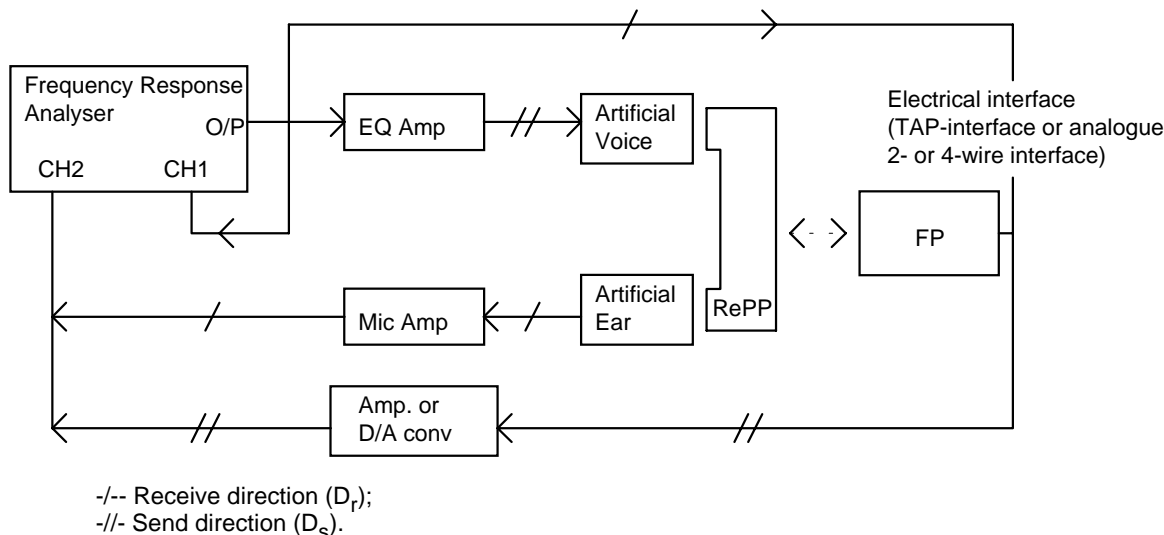 Frequency Response
Analyser
O/P
CH2
CH1
EQ Amp
Artificial
Voice
Electrical interface
(TAP-interface or analogue
2- or 4-wire interface)
FP
Mic Amp
Artificial
Ear
RePP
Amp. or
D/A conv
-/-- Receive direction (Dr);
-//- Send direction (Ds).